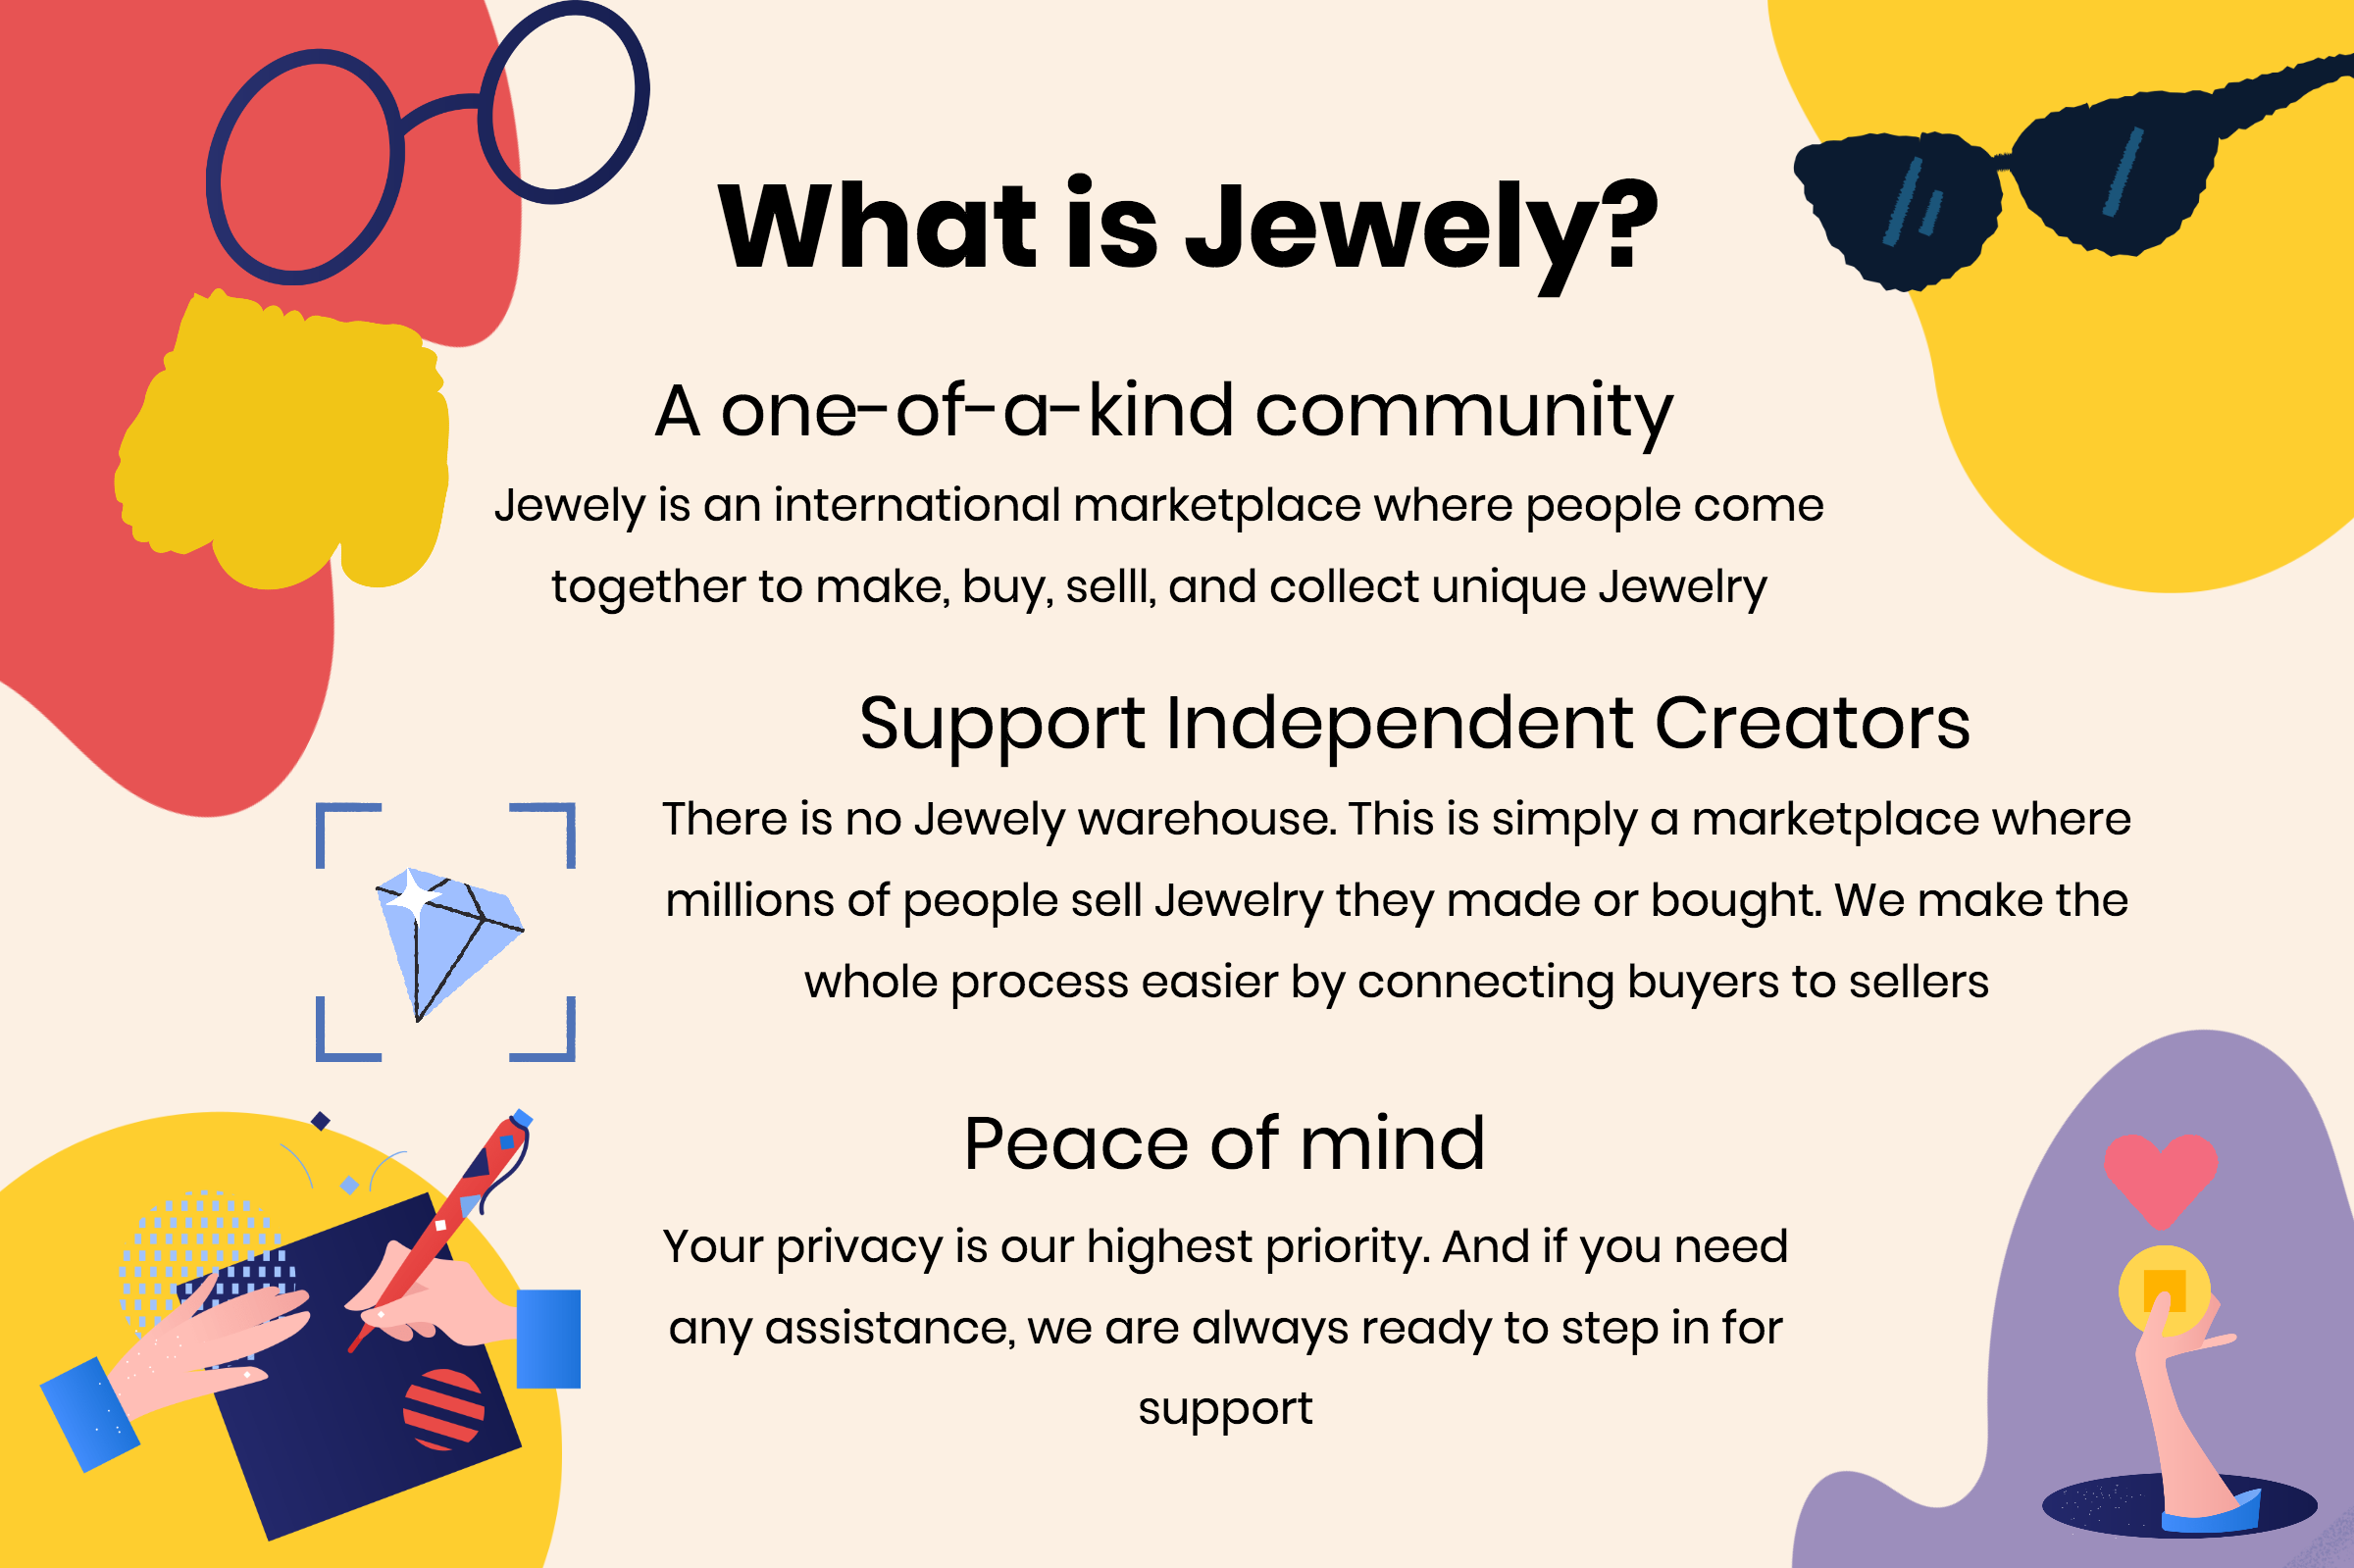 What is Jewely?
A one-of-a-kind community
Jewely is an international marketplace where people come
together to make, buy, selll, and collect unique Jewelry
Support Independent Creators
There is no Jewely warehouse. This is simply a marketplace where
millions of people sell Jewelry they made or bought. We make the
whole process easier by connecting buyers to sellers
Peace of mind
Your privacy is our highest priority. And if you need
any assistance, we are always ready to step in for
support